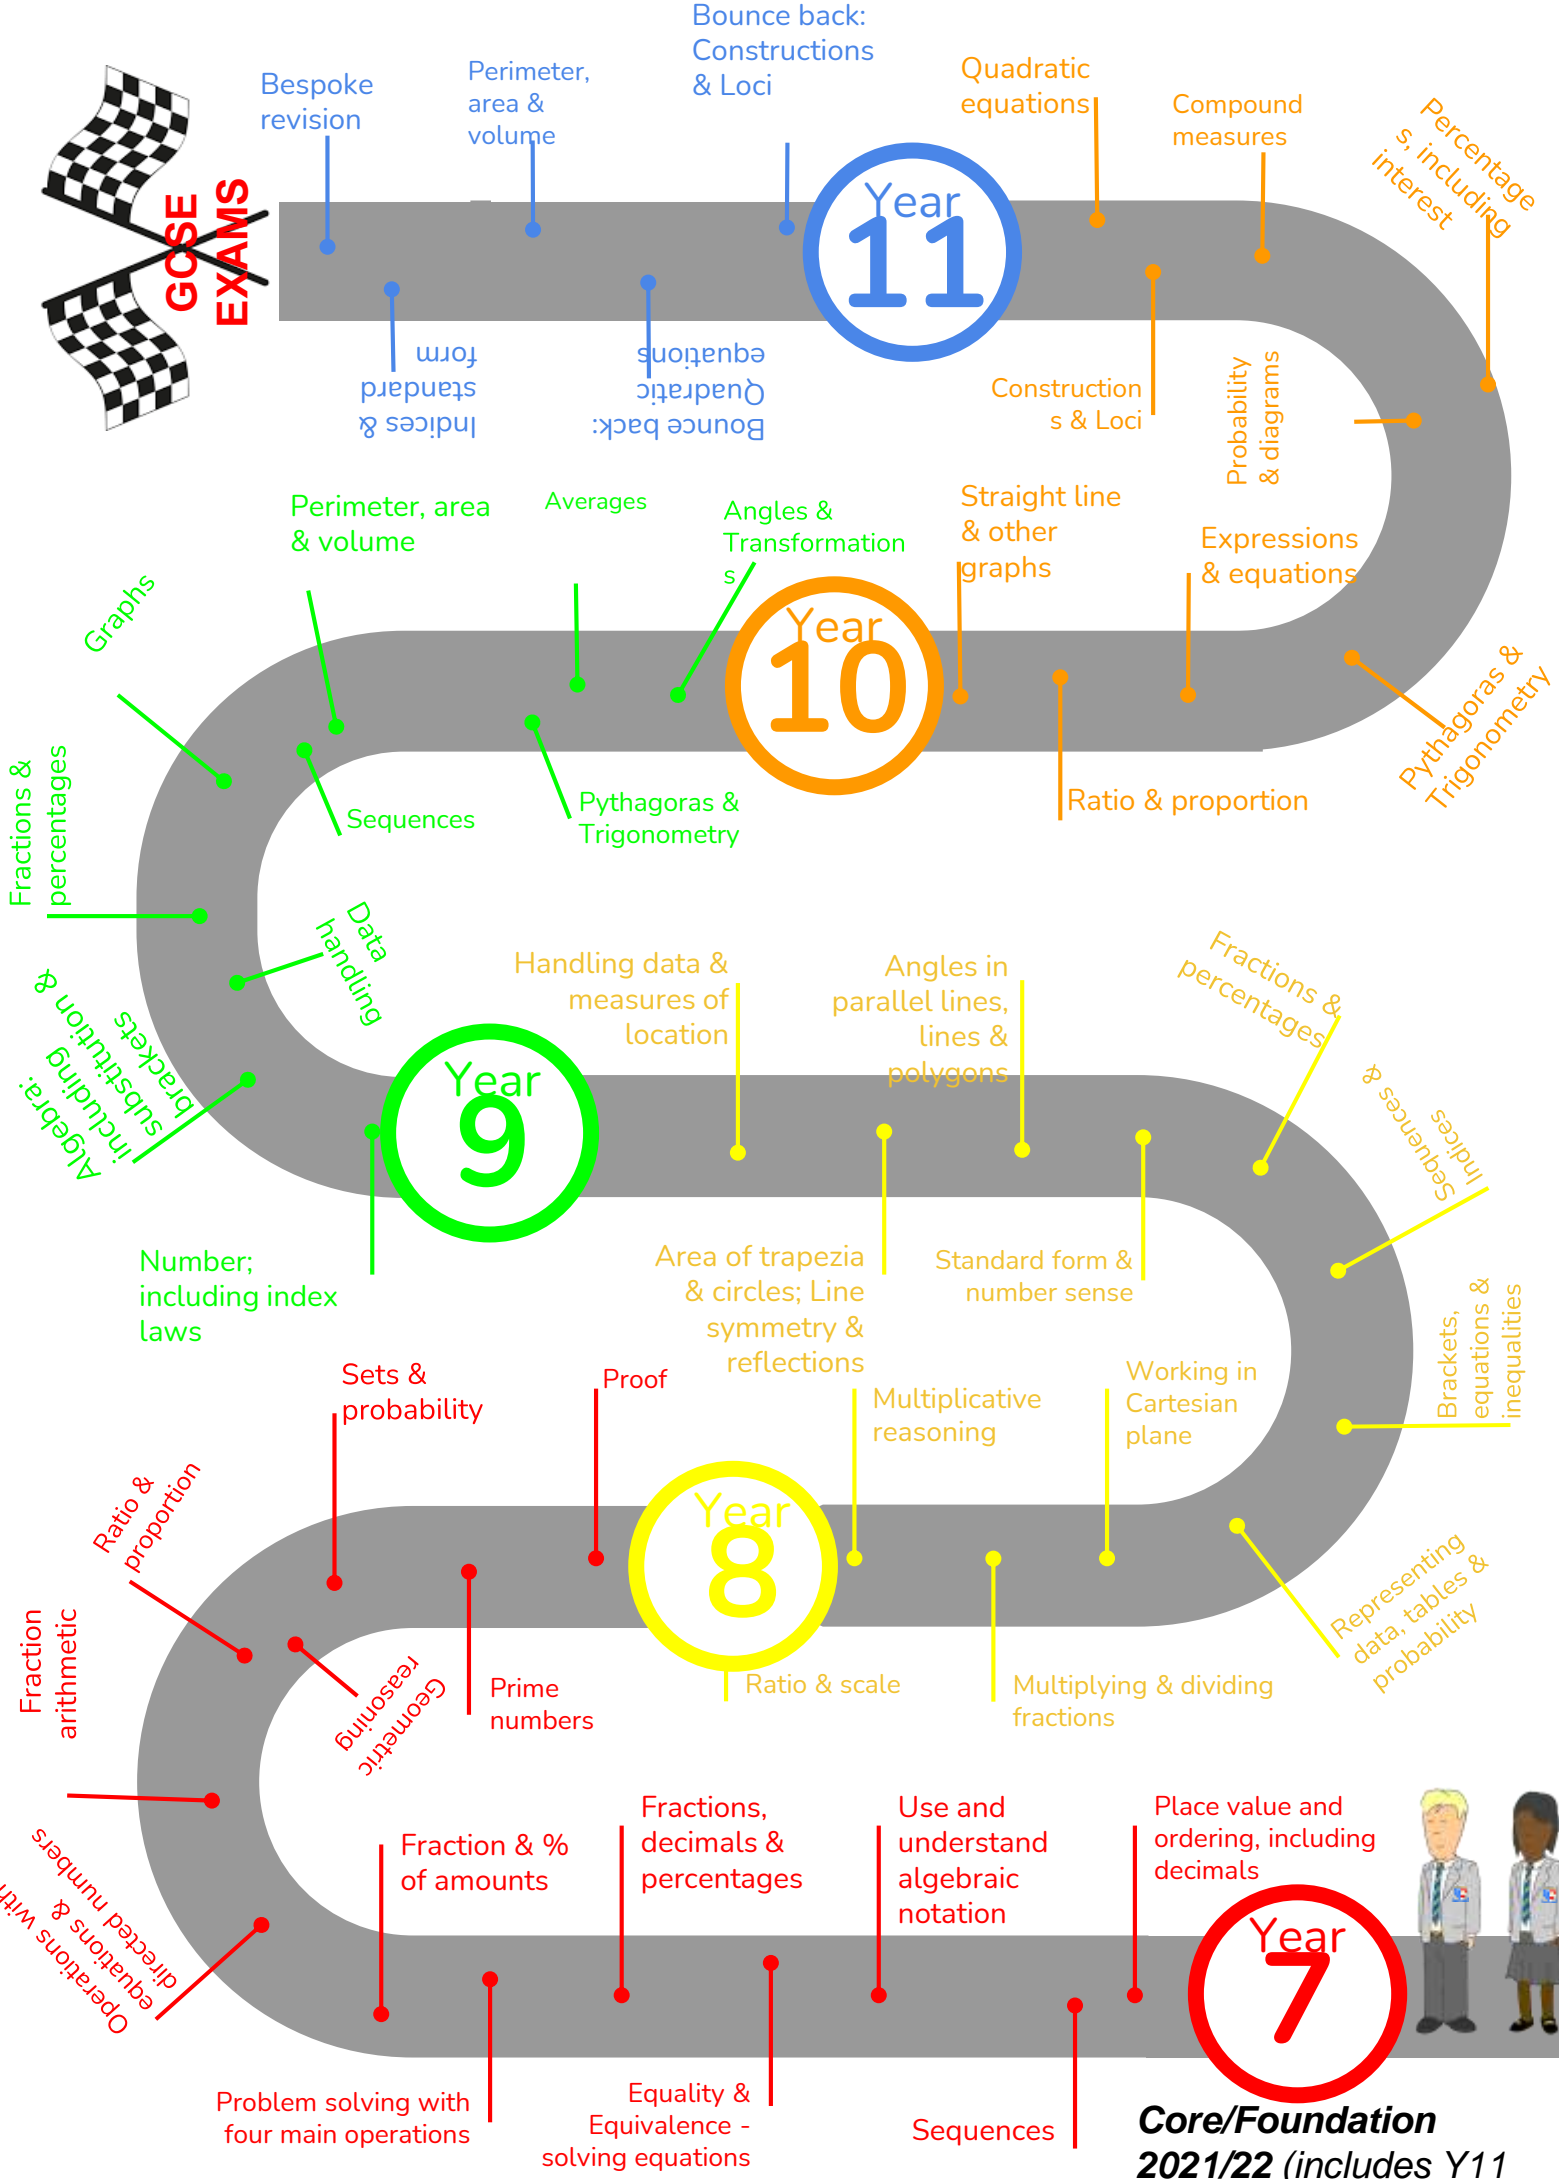 Bounce back:
Constructions
& Loci
Bespoke
revision
Perimeter,
area &
volume
Quadratic
equations
Compound
measures
Percentage
s, including
interest
GCSE
EXAMS
Year
11
Indices &
standard
form
Bounce back:
Quadratic
equations
Construction
s & Loci
Probability
& diagrams
Perimeter, area
& volume
Averages
Angles &
Transformation
s
Straight line
& other
graphs
Expressions
& equations
Graphs
Year
10
Pythagoras &
Trigonometry
Fractions &
percentages
Sequences
Pythagoras &
Trigonometry
Ratio & proportion
Data
handling
Algebra:
including
substitution &
brackets
Handling data &
measures of
location
Angles in
parallel lines,
lines &
polygons
Fractions &
percentages
Year
9
Sequences &
Indices
Number;
including index
laws
Area of trapezia
& circles; Line
symmetry &
reflections
Standard form &
number sense
Brackets,
equations &
inequalities
Sets &
probability
Proof
Multiplicative
reasoning
Working in
Cartesian
plane
Ratio &
proportion
Year
8
Representing
data, tables &
probability
Fraction
arithmetic
Geometric
reasoning
Prime
numbers
Ratio & scale
Multiplying & dividing
fractions
Operations with
equations &
directed numbers
Fraction & %
of amounts
Fractions,
decimals &
percentages
Use and
understand
algebraic
notation
Place value and
ordering, including
decimals
Year
7
Problem solving with
four main operations
Equality &
Equivalence -
solving equations
Sequences
Core/Foundation
2021/22 (includes Y11